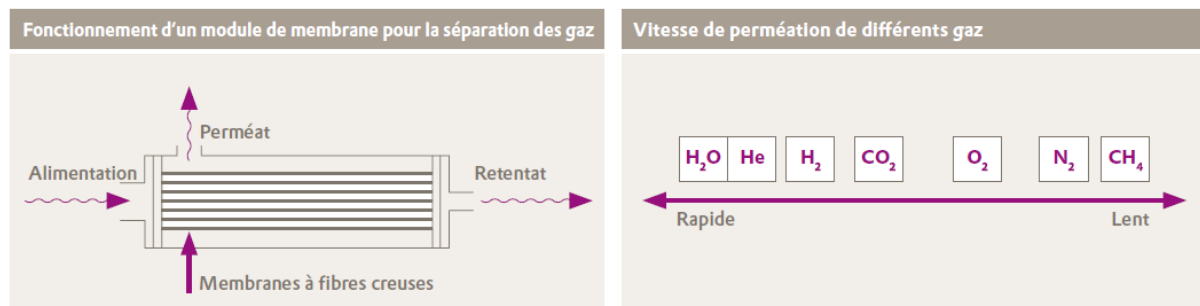 Fonctionnement d'un module de membrane pour la séparation des gaz
Perméat
Alimentation
Retentat
Membranes à fibres creuses
Vitesse de perméation de différents gaz
H₂O He H₂ CO₂ O₂ N₂ CH₄
Rapide
Lent